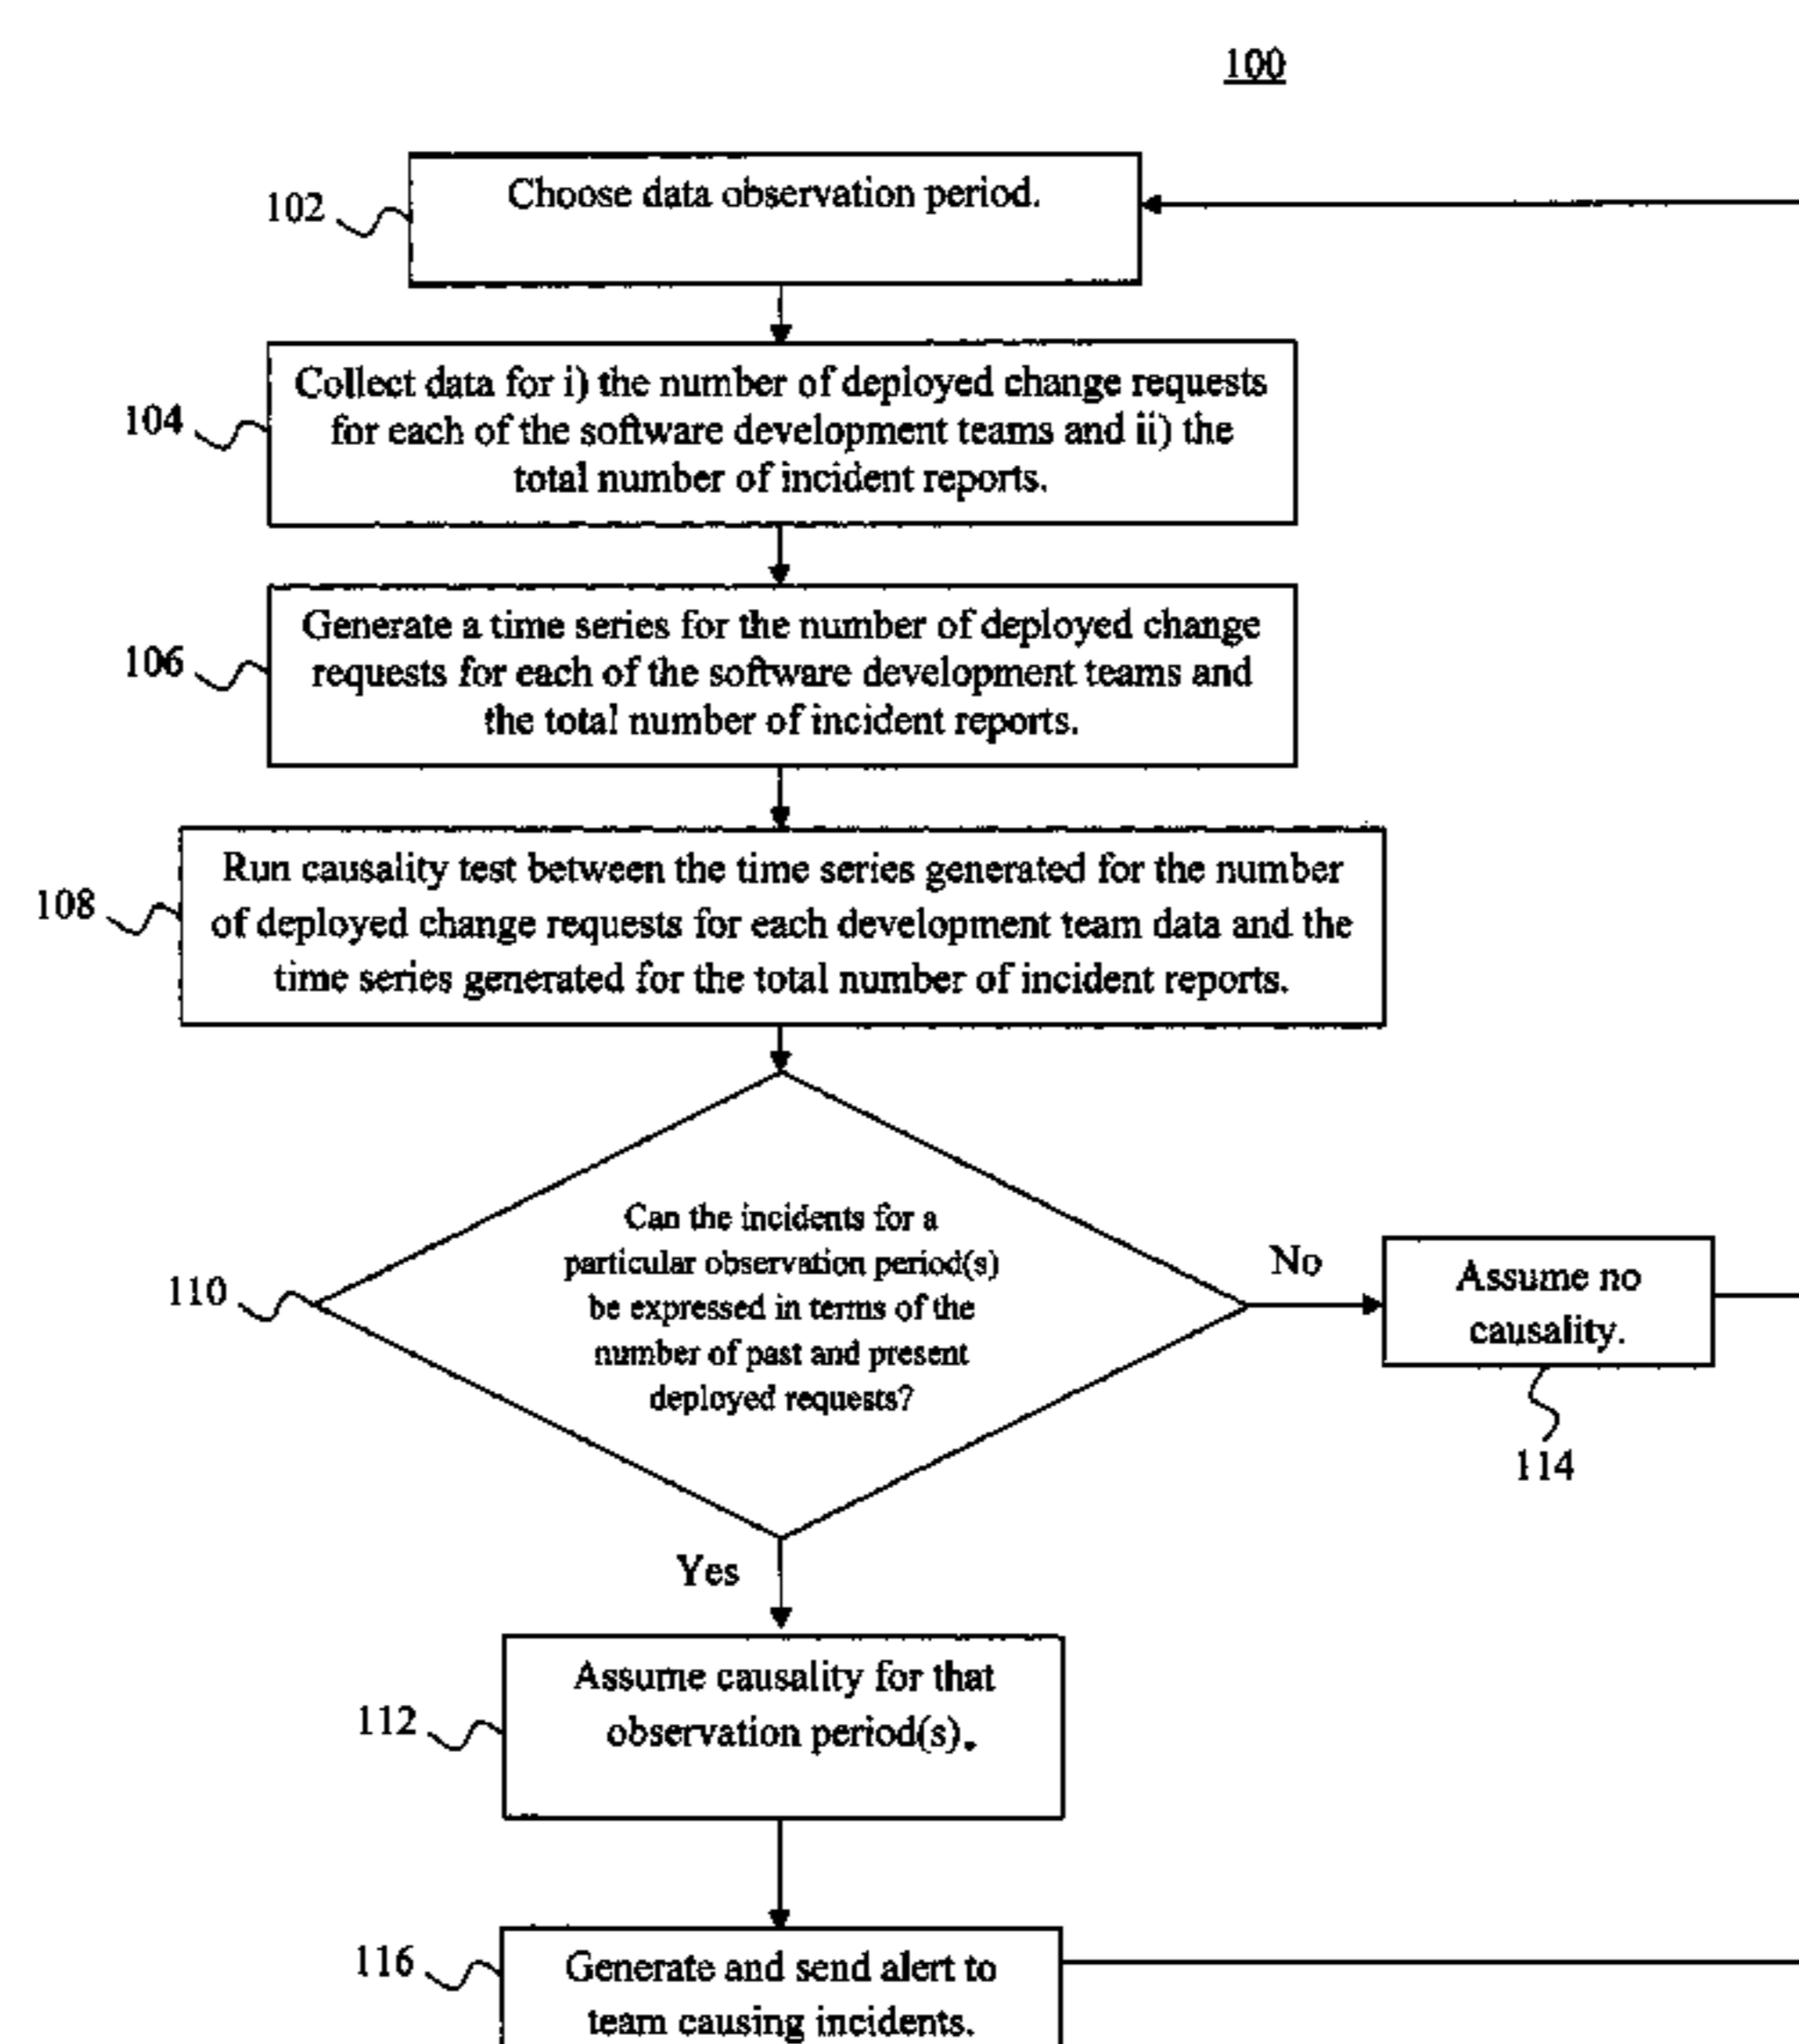 100
102
Choose data observation period.
104
Collect data for i) the number of deployed change requests
for each of the software development teams and ii) the
total number of incident reports.
106
Generate a time series for the number of deployed change
requests for each of the software development teams and
the total number of incident reports.
108
Run causality test between the time series generated for the number
of deployed change requests for each development team data and the
time series generated for the total number of incident reports.
110
Can the incidents for a
particular observation period(s)
be expressed in terms of the
number of past and present
deployed requests?
No
Assume no
causality.
114
Yes
112
Assume causality for that
observation period(s).
116
Generate and send alert to
team causing incidents.